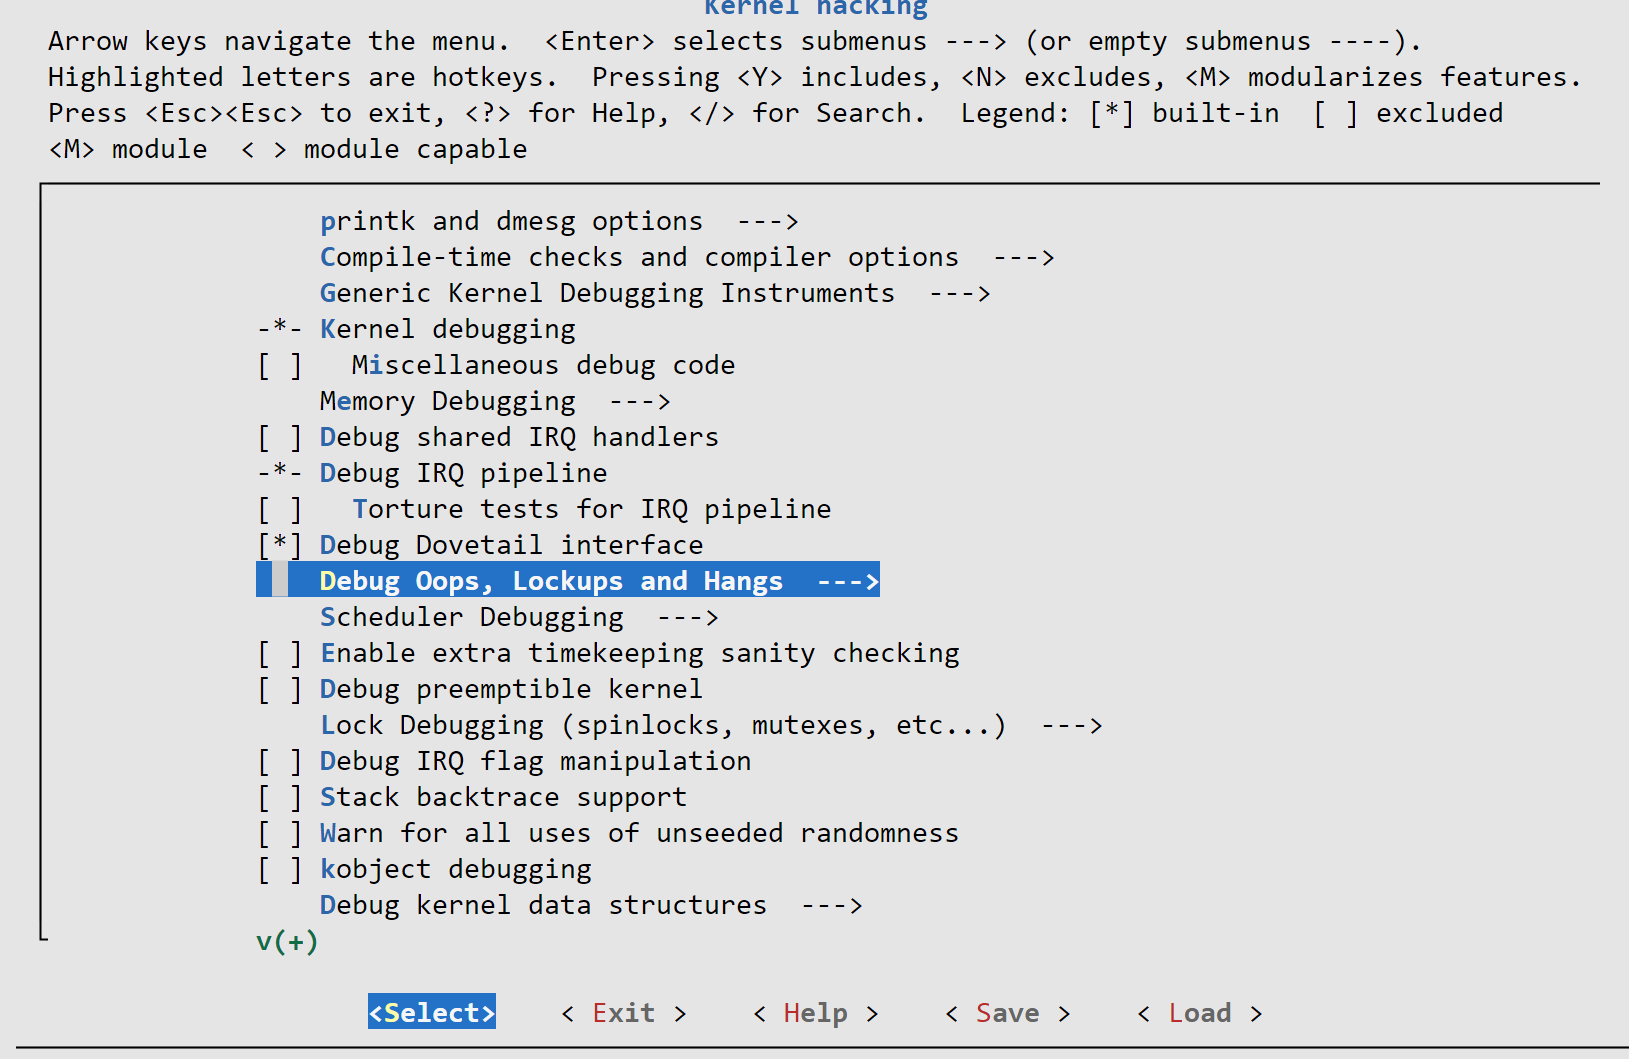 Kernel hacking
Arrow keys navigate the menu.  <Enter> selects submenus ---> (or empty submenus ----).
Highlighted letters are hotkeys.  Pressing <Y> includes, <N> excludes, <M> modularizes features.
Press <Esc><Esc> to exit, <?> for Help, </> for Search.  Legend: [*] built-in  [ ] excluded
<M> module  < > module capable
printk and dmesg options  --->
Compile-time checks and compiler options  --->
Generic Kernel Debugging Instruments  --->
-*- Kernel debugging
[ ]   Miscellaneous debug code
Memory Debugging  --->
[ ] Debug shared IRQ handlers
-*- Debug IRQ pipeline
[ ]   Torture tests for IRQ pipeline
[*] Debug Dovetail interface
Debug Oops, Lockups and Hangs  --->
Scheduler Debugging  --->
[ ] Enable extra timekeeping sanity checking
[ ] Debug preemptible kernel
Lock Debugging (spinlocks, mutexes, etc...)  --->
[ ] Debug IRQ flag manipulation
[ ] Stack backtrace support
[ ] Warn for all uses of unseeded randomness
[ ] kobject debugging
Debug kernel data structures  --->
v(+)
<Select>    < Exit >    < Help >    < Save >    < Load >